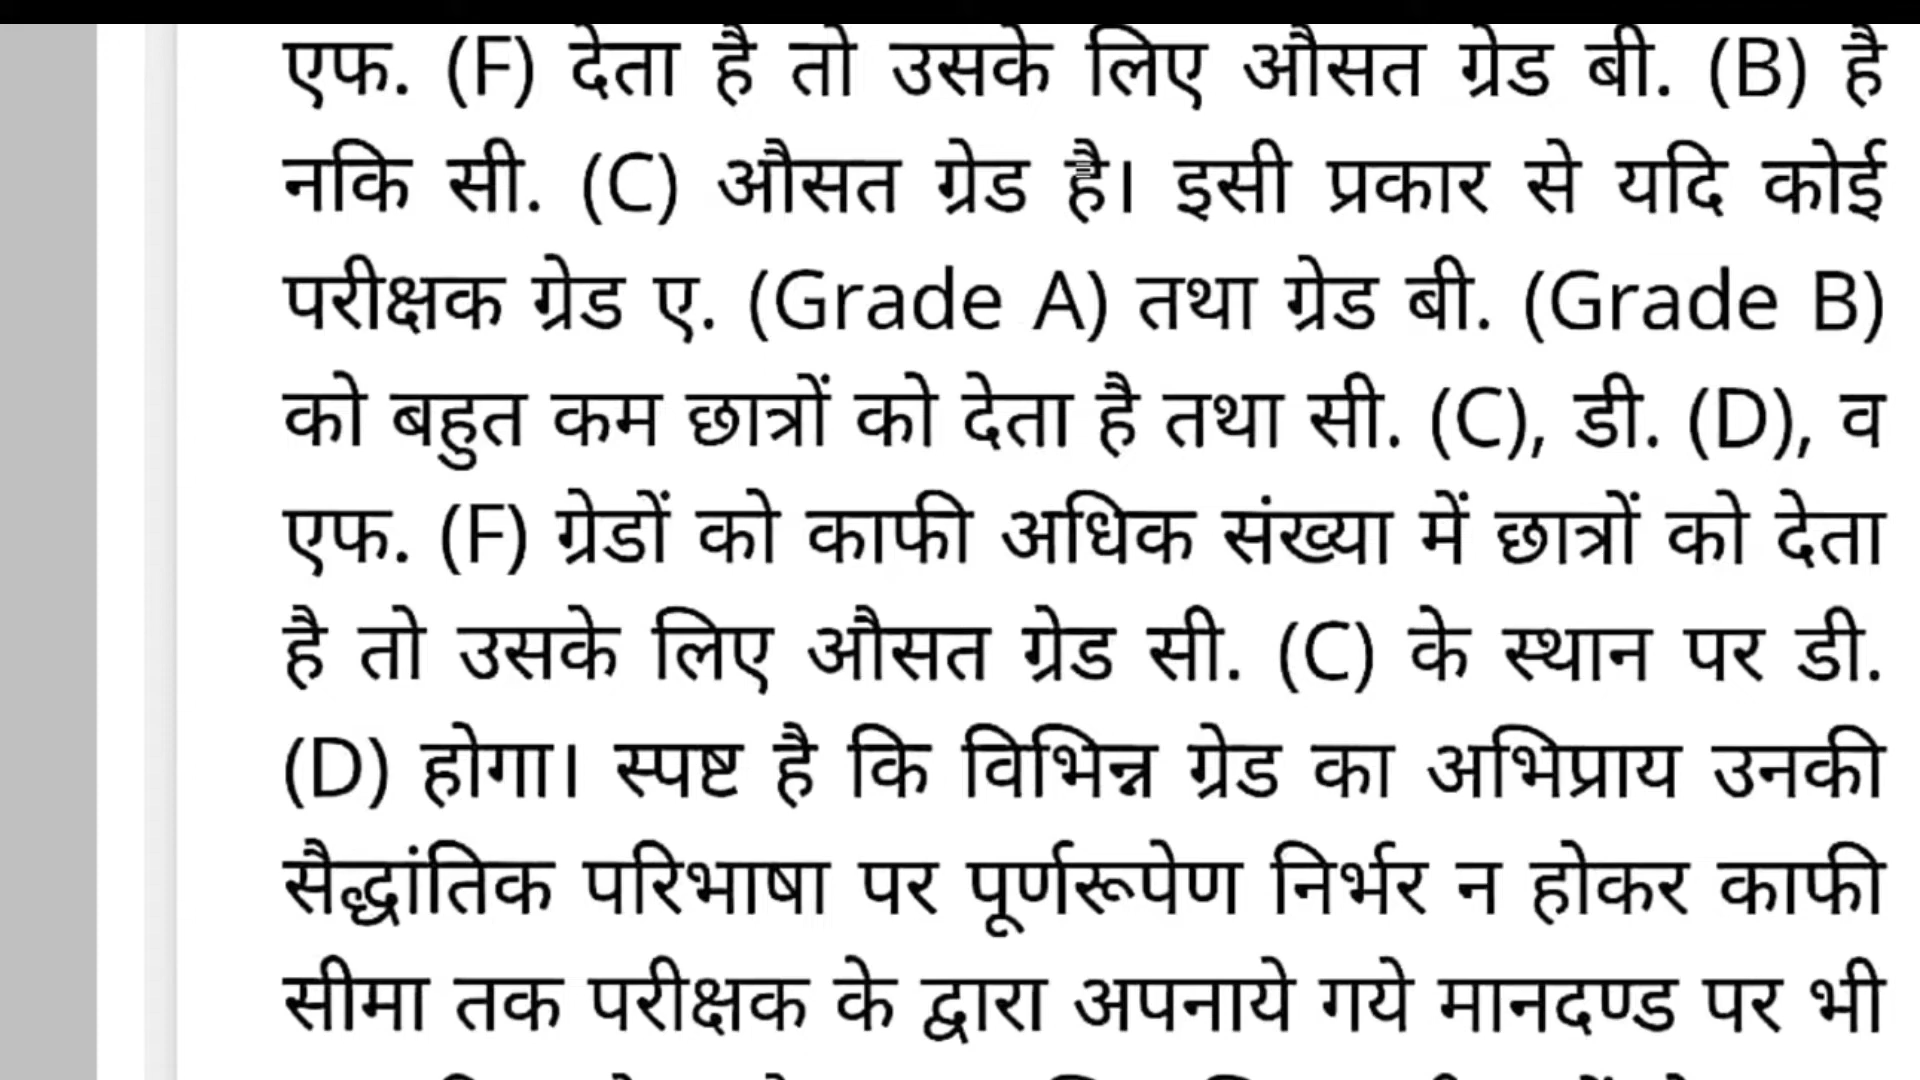 एफ. (F) देता है तो उसके लिए औसत ग्रेड बी. (B) है
नकि सी. (C) औसत ग्रेड है। इसी प्रकार से यदि कोई
परीक्षक ग्रेड ए. (Grade A) तथा ग्रेड बी. (Grade B)
को बहुत कम छात्रों को देता है तथा सी. (C), डी. (D), व
एफ. (F) ग्रेडों को काफी अधिक संख्या में छात्रों को देता
है तो उसके लिए औसत ग्रेड सी. (C) के स्थान पर डी.
(D) होगा। स्पष्ट है कि विभिन्न ग्रेड का अभिप्राय उनकी
सैद्धांतिक परिभाषा पर पूर्णरूपेण निर्भर न होकर काफी
सीमा तक परीक्षक के द्वारा अपनाये गये मानदण्ड पर भी